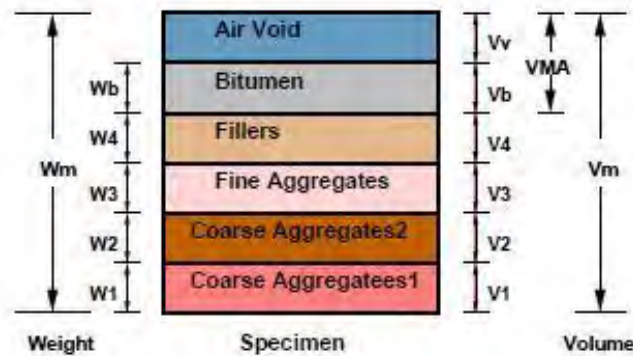 Air Void
Vv
VMA
Wb
Bitumen
Vb
W4
Fillers
V4
Wm
Vm
W3
Fine Aggregates
V3
W2
Coarse Aggregates2
V2
W1
Coarse Aggregatees1
V1
Weight
Specimen
Volume